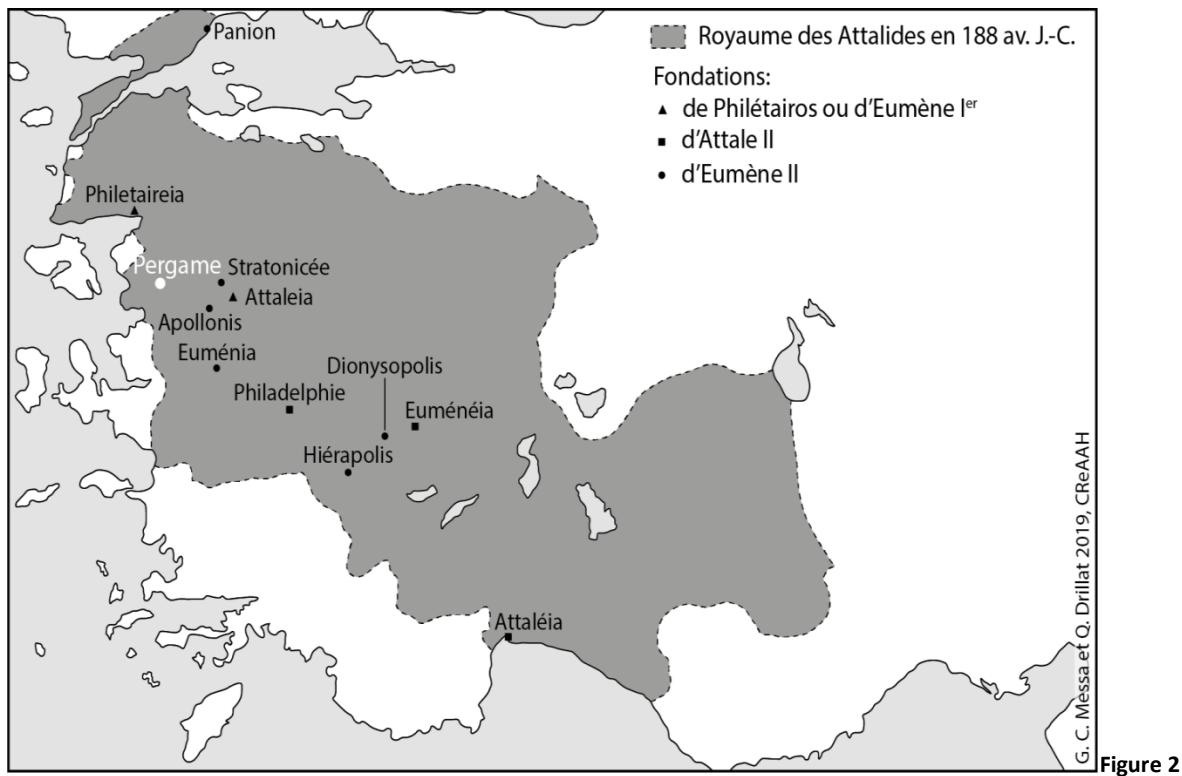 Panion
Royaume des Attalides en 188 av. J.-C.
Fondations:
de Philétairos ou d'Eumène Ier
d'Attale II
d'Eumène II
Philetaireia
Pergame
Stratonicée
Attaleia
Apollonis
Euménia
Dionysopolis
Philadelphie
Euménéia
Hiérapolis
Attaléia
G. C. Messa et Q. Drillat 2019, CReAAH
Figure 2